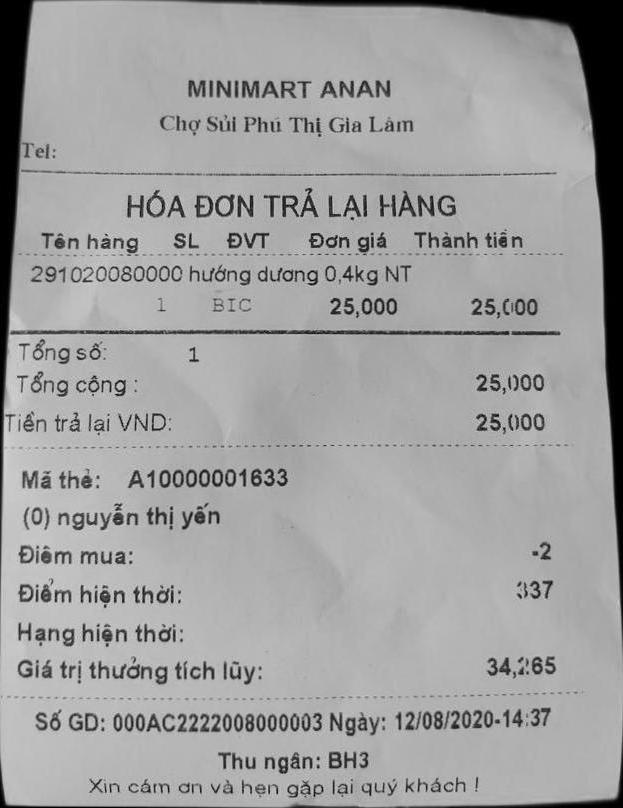 MINIMART ANAN
Chợ Sủi Phú Thị Gia Lâm
Tel:
HÓA ĐƠN TRẢ LẠI HÀNG
Tên hàng SL ĐVT Đơn giá Thành tiền
291020080000 hướng dương 0,4kg NT
1 BIC 25,000 25,000
Tổng số: 1
Tổng cộng : 25,000
Tiền trả lại VND: 25,000
Mã thẻ: A10000001633
(0) nguyễn thị yến
Điểm mua: -2
Điểm hiện thời: 337
Hạng hiện thời:
Giá trị thưởng tích lũy: 34,265
Số GD: 000AC2222008000003 Ngày: 12/08/2020-14:37
Thu ngân: BH3
Xin cám ơn và hẹn gặp lại quý khách !